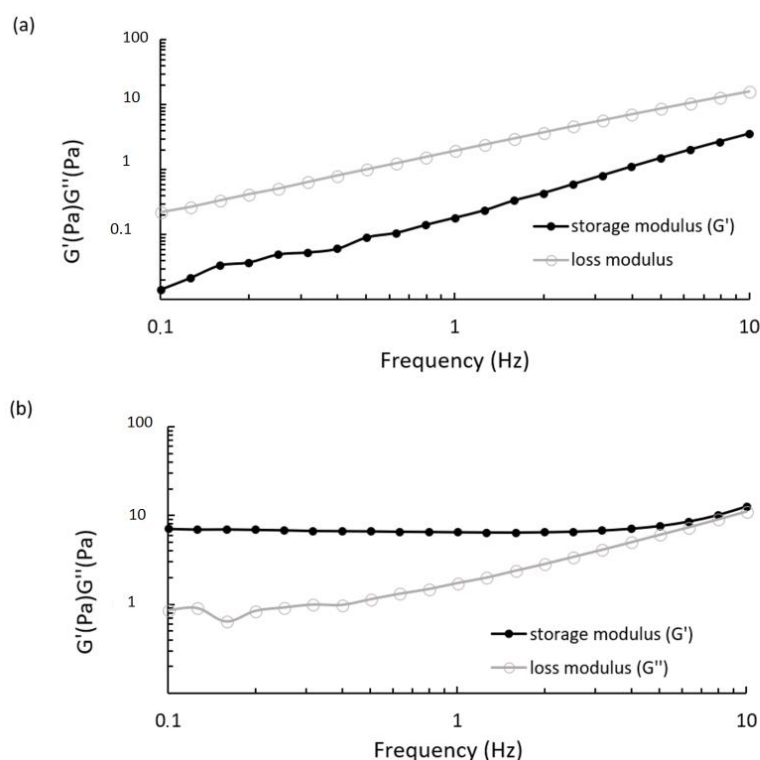 (a)
100
10
1
0.1
G'(Pa)G''(Pa)
storage modulus (G')
loss modulus
0.1 1 10
Frequency (Hz)
(b)
100
10
1
G'(Pa)G''(Pa)
storage modulus (G')
loss modulus (G'')
0.1 1 10
Frequency (Hz)